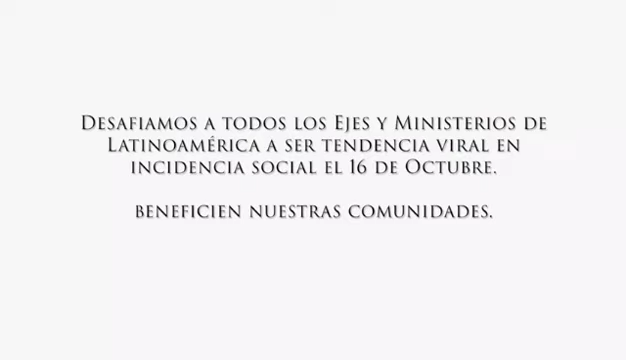 Desafiamos a todos los Ejes y Ministerios de
Latinoamérica a ser tendencia viral en
incidencia social el 16 de Octubre.
beneficien nuestras comunidades.